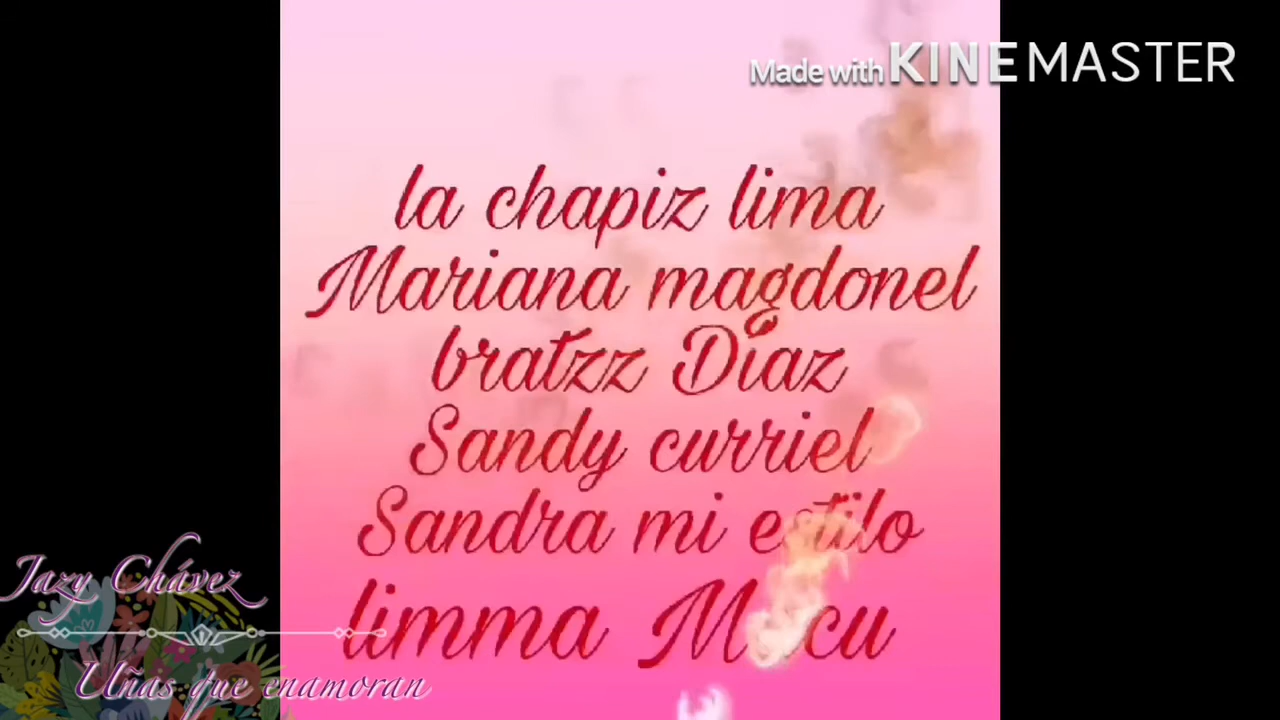 Made with KINEMASTER
la chapiz lima
Mariana magdonel
bratzz Díaz
Sandy curriel
Sandra mi estilo
limma
Jazy Chávez
Uñas que enamoran